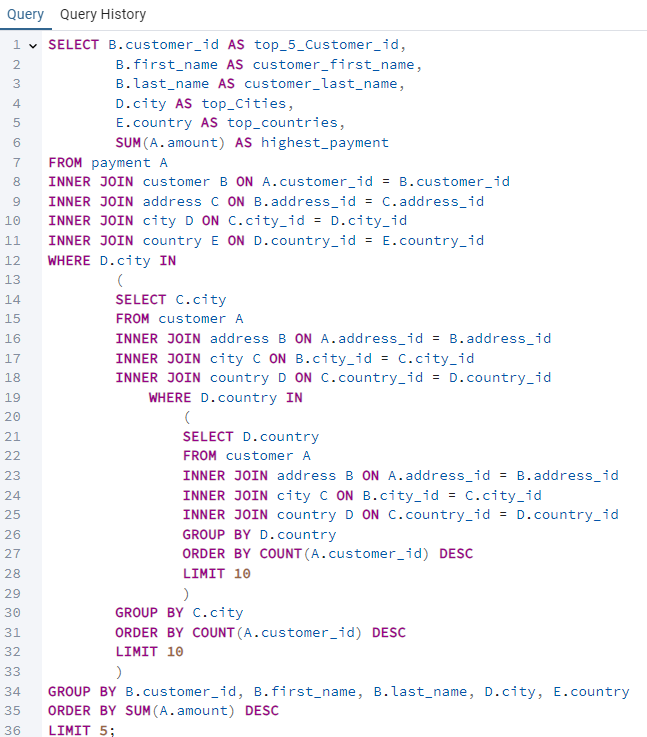 Query Query History
1 SELECT B.customer_id AS top_5_Customer_id,
2 B.first_name AS customer_first_name,
3 B.last_name AS customer_last_name,
4 D.city AS top_Cities,
5 E.country AS top_countries,
6 SUM(A.amount) AS highest_payment
7 FROM payment A
8 INNER JOIN customer B ON A.customer_id = B.customer_id
9 INNER JOIN address C ON B.address_id = C.address_id
10 INNER JOIN city D ON C.city_id = D.city_id
11 INNER JOIN country E ON D.country_id = E.country_id
12 WHERE D.city IN
13 (
14 SELECT C.city
15 FROM customer A
16 INNER JOIN address B ON A.address_id = B.address_id
17 INNER JOIN city C ON B.city_id = C.city_id
18 INNER JOIN country D ON C.country_id = D.country_id
19 WHERE D.country IN
20 (
21 SELECT D.country
22 FROM customer A
23 INNER JOIN address B ON A.address_id = B.address_id
24 INNER JOIN city C ON B.city_id = C.city_id
25 INNER JOIN country D ON C.country_id = D.country_id
26 GROUP BY D.country
27 ORDER BY COUNT(A.customer_id) DESC
28 LIMIT 10
29 )
30 GROUP BY C.city
31 ORDER BY COUNT(A.customer_id) DESC
32 LIMIT 10
33 )
34 GROUP BY B.customer_id, B.first_name, B.last_name, D.city, E.country
35 ORDER BY SUM(A.amount) DESC
36 LIMIT 5;